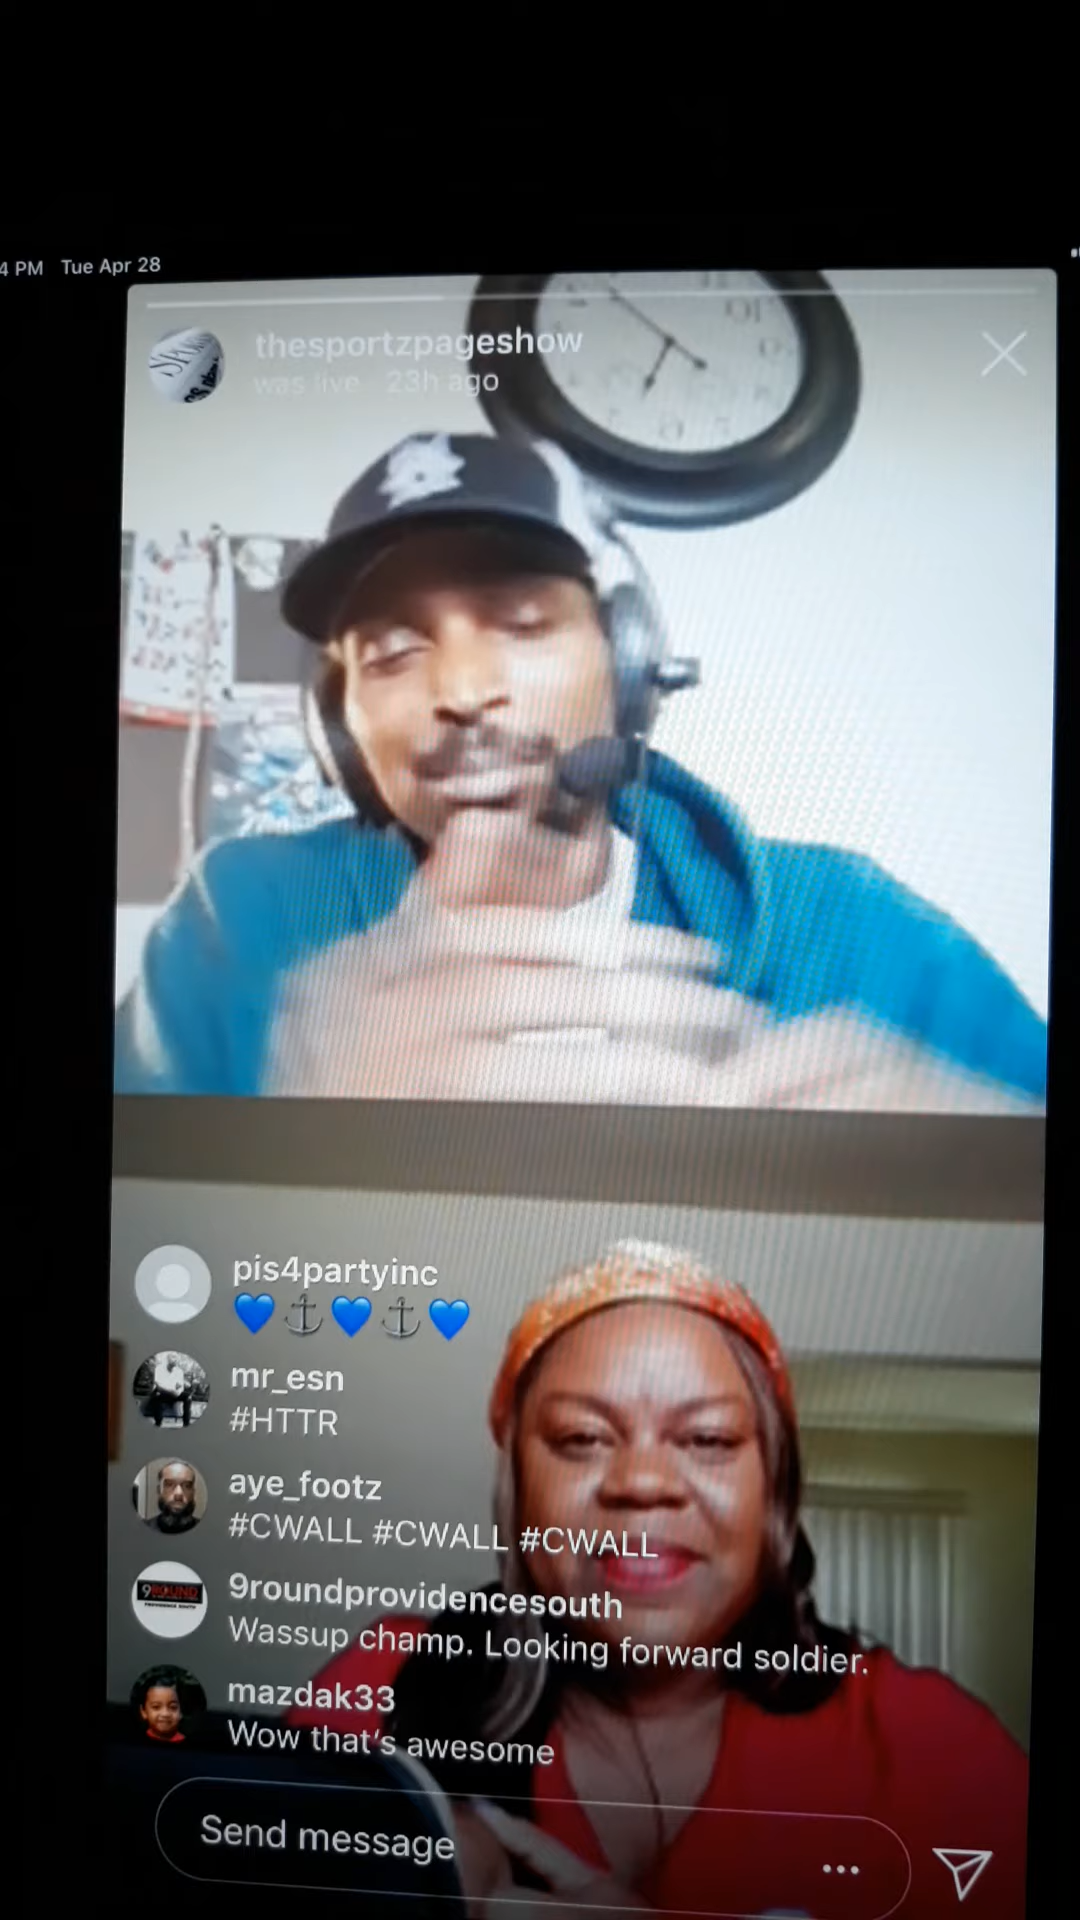 4 PM Tue Apr 28
thesportzpageshow
was live 23h ago
pis4partyinc
💙⚓💙⚓💙
mr_esn
#HTTR
aye_footz
#CWALL #CWALL #CWALL
9roundprovidencesouth
Wassup champ. Looking forward soldier.
9ROUND
mazdak33
Wow that's awesome
Send message